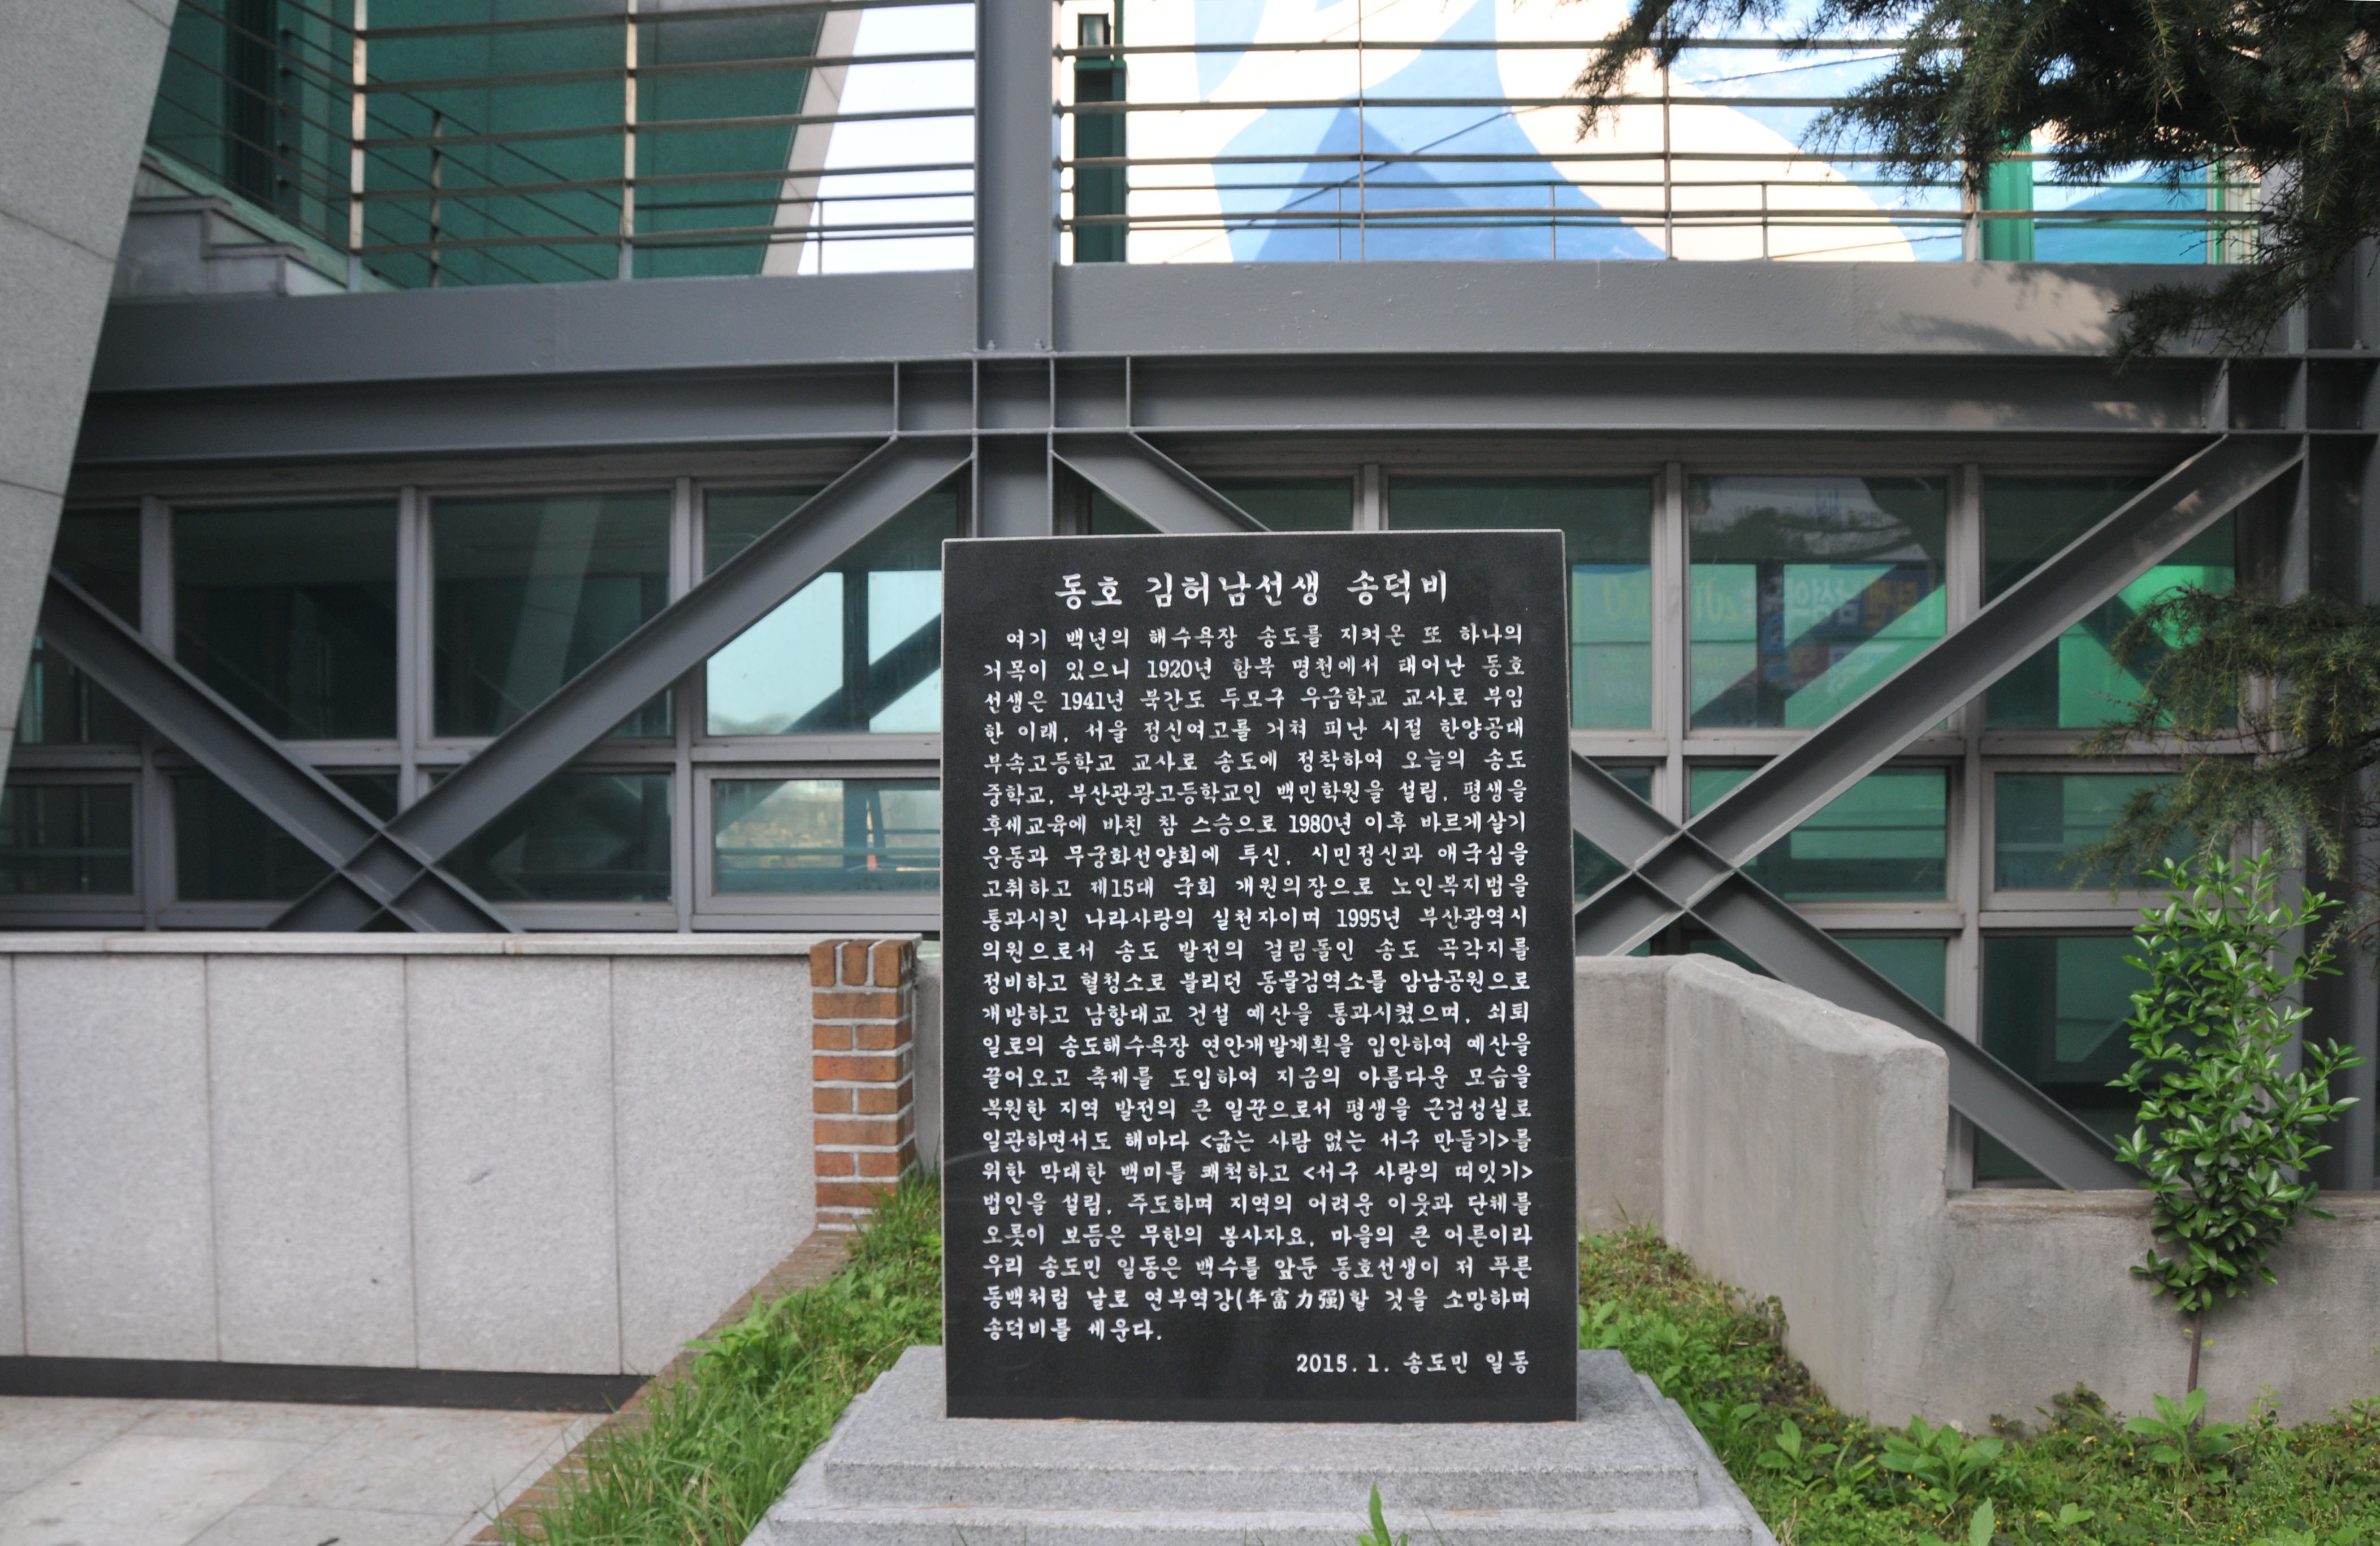 동호 김허남선생 송덕비
여기 백년의 해수욕장 송도를 지켜온 또 하나의
거목이 있으니 1920년 함북 명천에서 태어난 동호
선생은 1941년 북간도 두모구 우급학교 교사로 부임
한 이래, 서울 정신여고를 거쳐 피난 시절 한양공대
부속고등학교 교사로 송도에 정착하여 오늘의 송도
중학교, 부산관광고등학교인 백민학원을 설립, 평생을
후세교육에 바친 참 스승으로 1980년 이후 바르게살기
운동과 무궁화선양회에 투신, 시민정신과 애국심을
고취하고 제15대 국회 개원의장으로 노인복지법을
통과시킨 나라사랑의 실천자이며 1995년 부산광역시
의원으로서 송도 발전의 걸림돌인 송도 곡각지를
정비하고 혈청소로 불리던 동물검역소를 암남공원으로
개방하고 남항대교 건설 예산을 통과시켰으며, 쇠퇴
일로의 송도해수욕장 연안개발계획을 입안하여 예산을
끌어오고 축제를 도입하여 지금의 아름다운 모습을
복원한 지역 발전의 큰 일꾼으로서 평생을 근검성실로
일관하면서도 해마다 <굶는 사람 없는 서구 만들기>를
위한 막대한 백미를 쾌척하고 <서구 사랑의 띠잇기>
법인을 설립, 주도하며 지역의 어려운 이웃과 단체를
오롯이 보듬은 무한의 봉사자요, 마을의 큰 어른이라
우리 송도민 일동은 백수를 앞둔 동호선생이 저 푸른
동백처럼 날로 연부역강(年富力强)할 것을 소망하며
송덕비를 세운다.
2015. 1. 송도민 일동